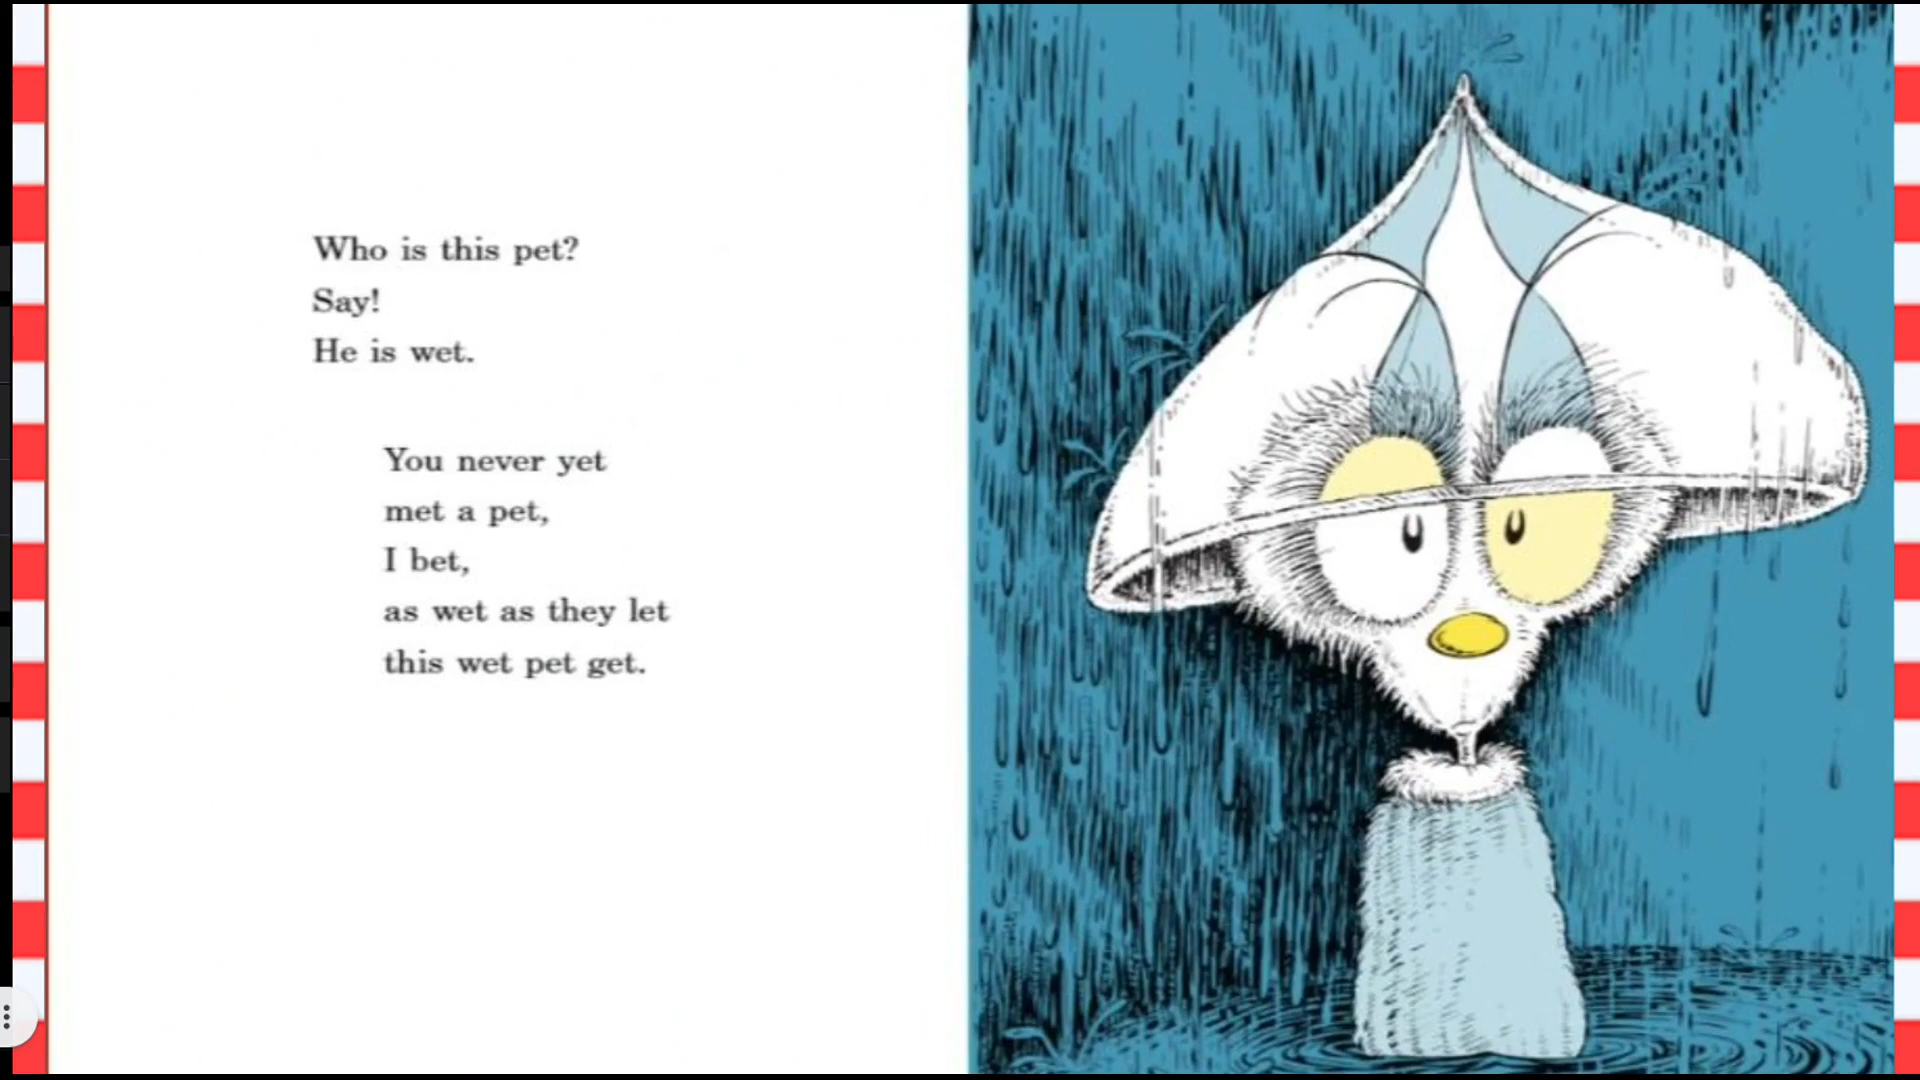 Who is this pet?
Say!
He is wet.
You never yet
met a pet,
I bet,
as wet as they let
this wet pet get.